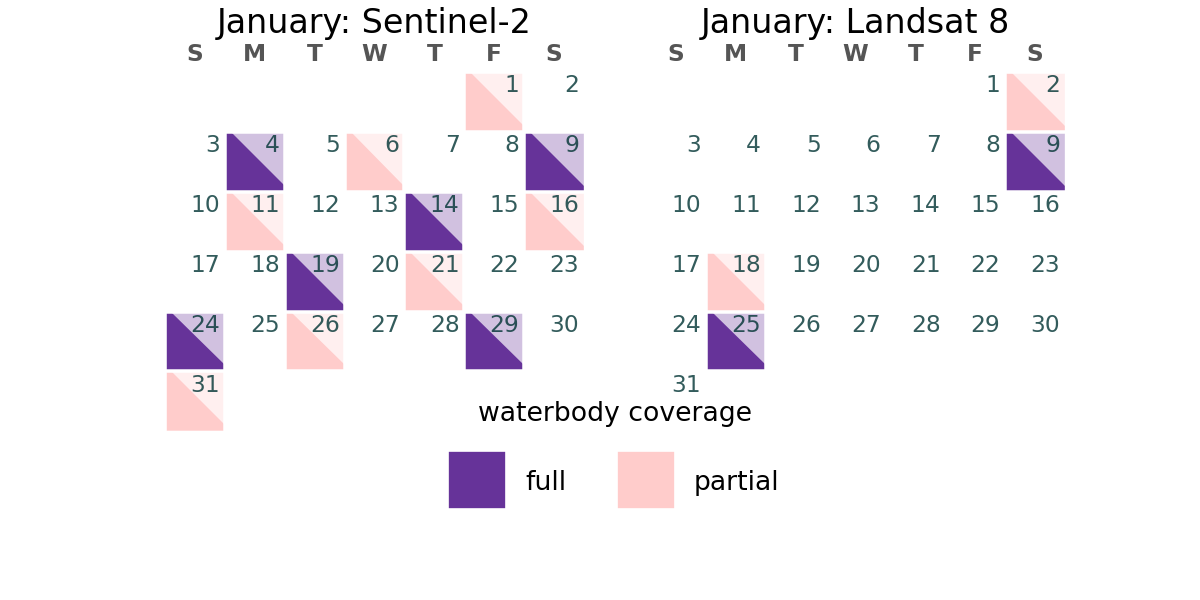 January: Sentinel-2
S M T W T F S
1 2
3 4 5 6 7 8 9
10 11 12 13 14 15 16
17 18 19 20 21 22 23
24 25 26 27 28 29 30
31
January: Landsat 8
S M T W T F S
1 2
3 4 5 6 7 8 9
10 11 12 13 14 15 16
17 18 19 20 21 22 23
24 25 26 27 28 29 30
31
waterbody coverage
full partial